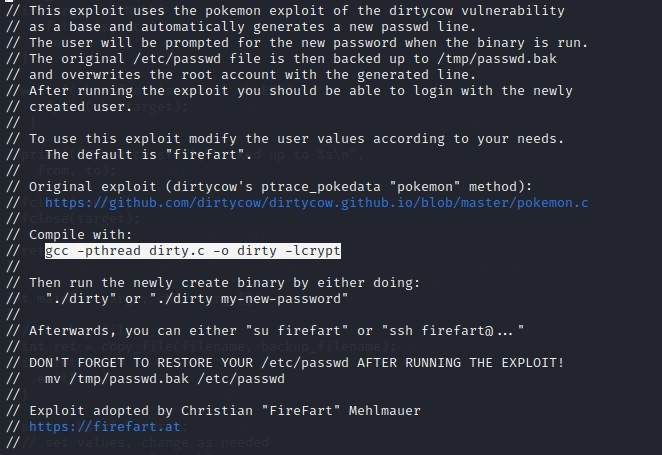 // This exploit uses the pokemon exploit of the dirtycow vulnerability
// as a base and automatically generates a new passwd line.
// The user will be prompted for the new password when the binary is run.
// The original /etc/passwd file is then backed up to /tmp/passwd.bak
// and overwrites the root account with the generated line.
// After running the exploit you should be able to login with the newly
// created user.
//
// To use this exploit modify the user values according to your needs.
//   The default is "firefart".
//
// Original exploit (dirtycow's ptrace_pokedata "pokemon" method):
//   https://github.com/dirtycow/dirtycow.github.io/blob/master/pokemon.c
//
// Compile with:
//   gcc -pthread dirty.c -o dirty -lcrypt
//
// Then run the newly create binary by either doing:
//   "./dirty" or "./dirty my-new-password"
//
// Afterwards, you can either "su firefart" or "ssh firefart@..."
//
// DON'T FORGET TO RESTORE YOUR /etc/passwd AFTER RUNNING THE EXPLOIT!
//   mv /tmp/passwd.bak /etc/passwd
//
// Exploit adopted by Christian "FireFart" Mehlmauer
// https://firefart.at
//